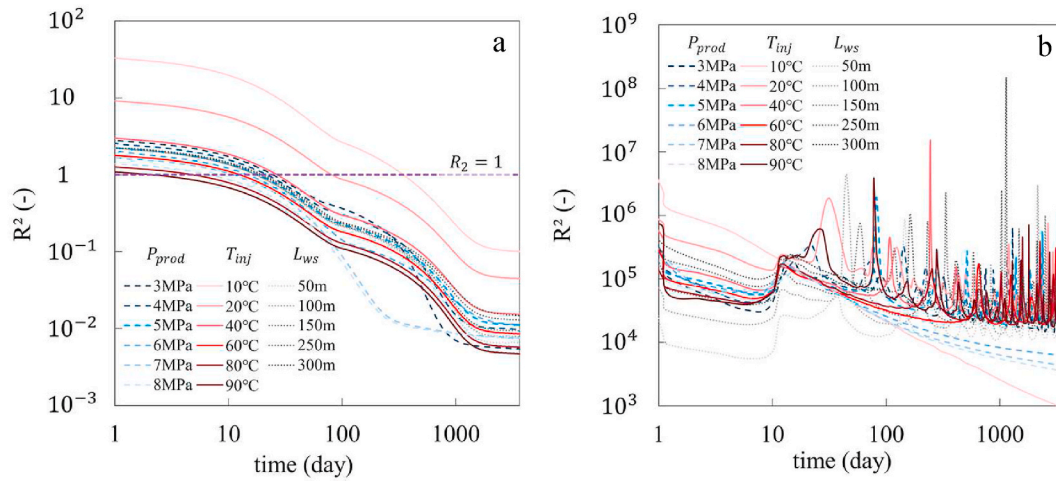 a
10²
10
1
10⁻¹
10⁻²
10⁻³
R² (-)
R₂ = 1
P_prod T_inj L_ws
3MPa 10°C 50m
4MPa 20°C 100m
5MPa 40°C 150m
6MPa 60°C 250m
7MPa 80°C 300m
8MPa 90°C
1 10 100 1000
time (day)
b
10⁹
10⁸
10⁷
10⁶
10⁵
10⁴
10³
R² (-)
P_prod T_inj L_ws
3MPa 10°C 50m
4MPa 20°C 100m
5MPa 40°C 150m
6MPa 60°C 250m
7MPa 80°C 300m
8MPa 90°C
1 10 100 1000
time (day)